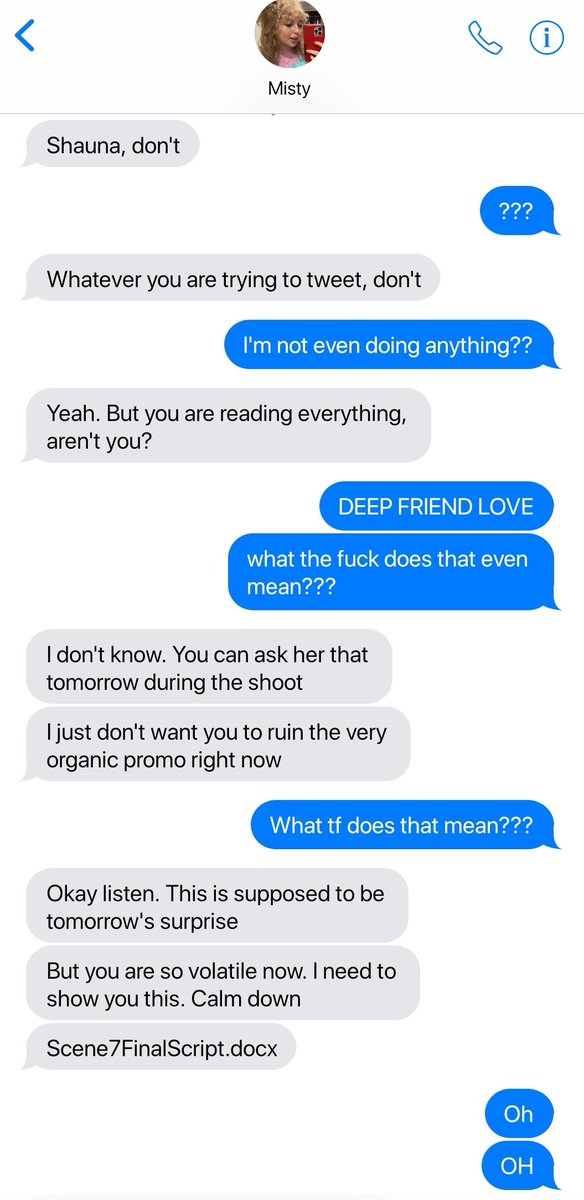 Misty
Shauna, don't
???
Whatever you are trying to tweet, don't
I'm not even doing anything??
Yeah. But you are reading everything,
aren't you?
DEEP FRIEND LOVE
what the fuck does that even
mean???
I don't know. You can ask her that
tomorrow during the shoot
I just don't want you to ruin the very
organic promo right now
What tf does that mean???
Okay listen. This is supposed to be
tomorrow's surprise
But you are so volatile now. I need to
show you this. Calm down
Scene7FinalScript.docx
Oh
OH